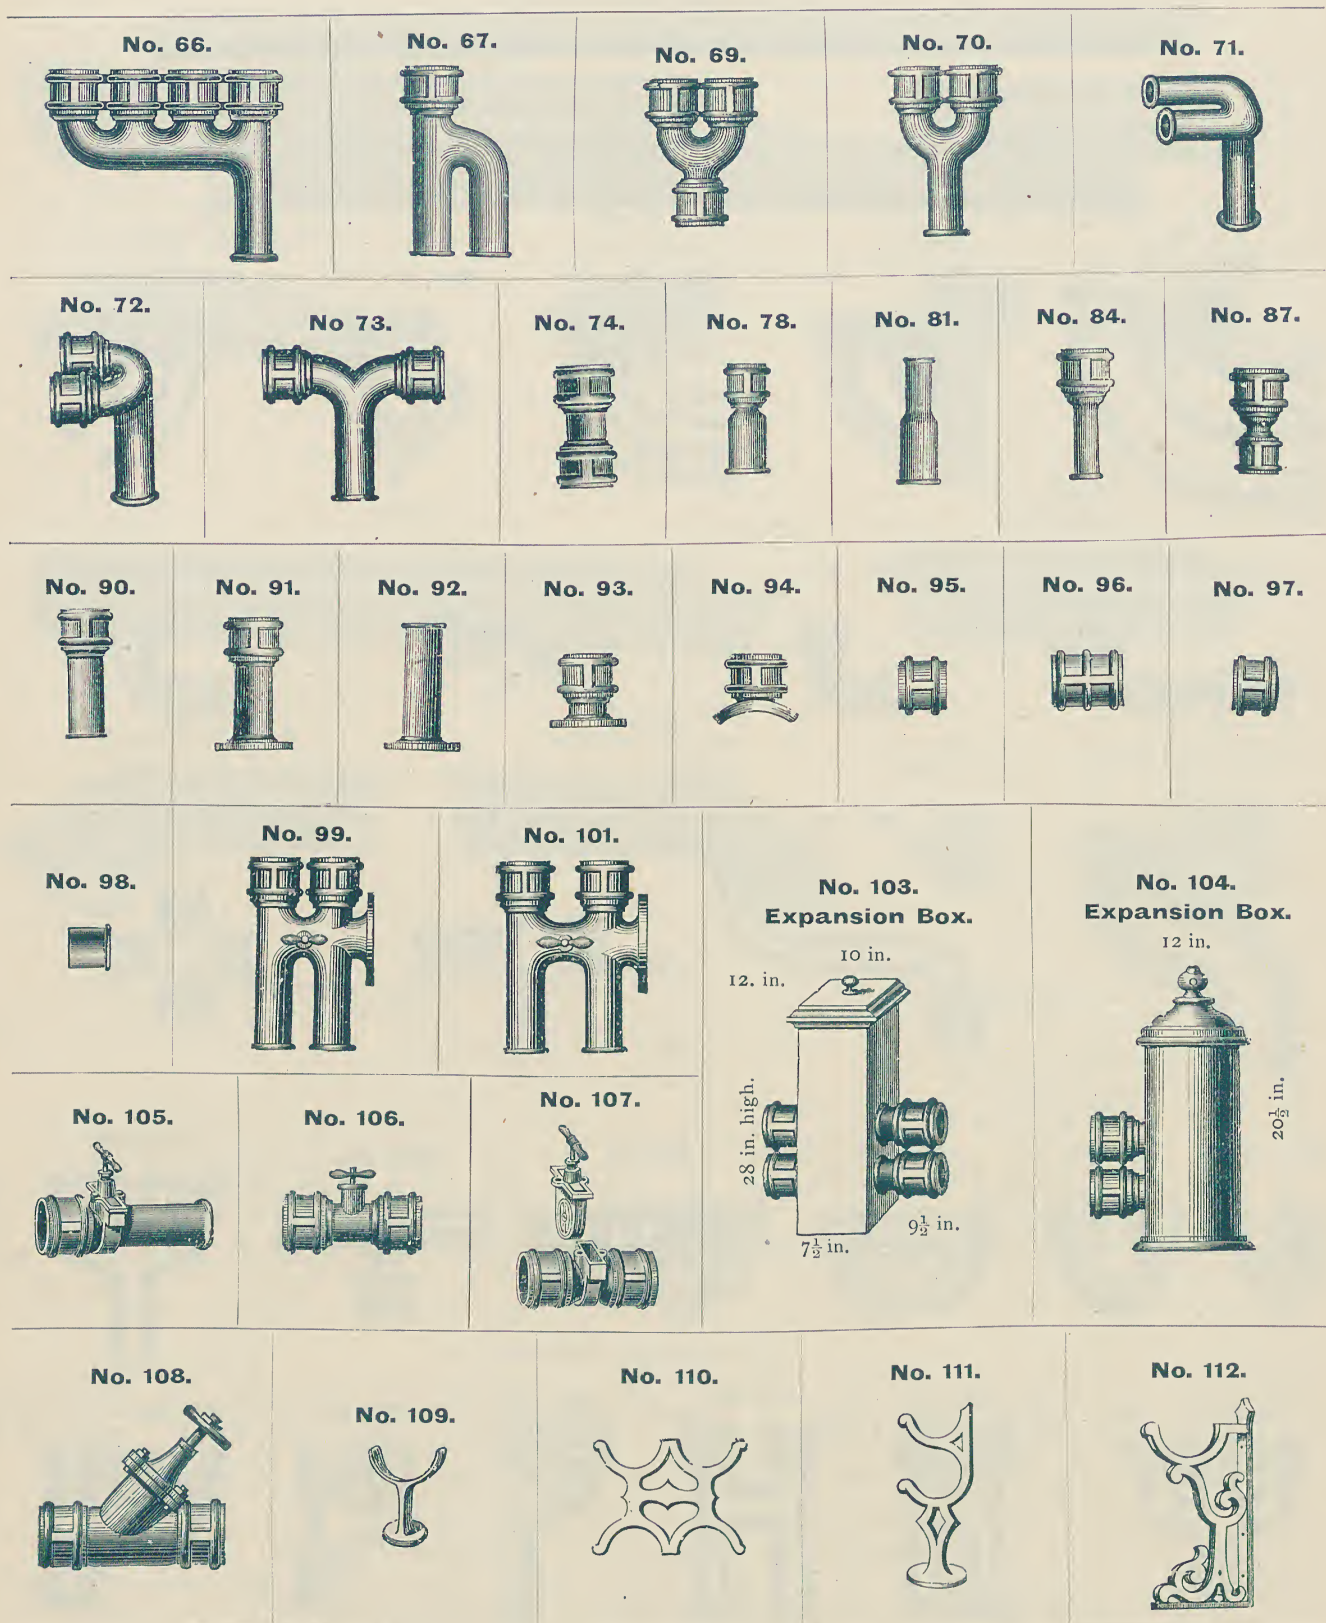 No. 66.
No. 67.
No. 69.
No. 70.
No. 71.
No. 72.
No 73.
No. 74.
No. 78.
No. 81.
No. 84.
No. 87.
No. 90.
No. 91.
No. 92.
No. 93.
No. 94.
No. 95.
No. 96.
No. 97.
No. 98.
No. 99.
No. 101.
No. 103.
Expansion Box.
10 in.
12. in.
28 in. high.
7½ in.
9½ in.
No. 104.
Expansion Box.
12 in.
20½ in.
No. 105.
No. 106.
No. 107.
No. 108.
No. 109.
No. 110.
No. 111.
No. 112.